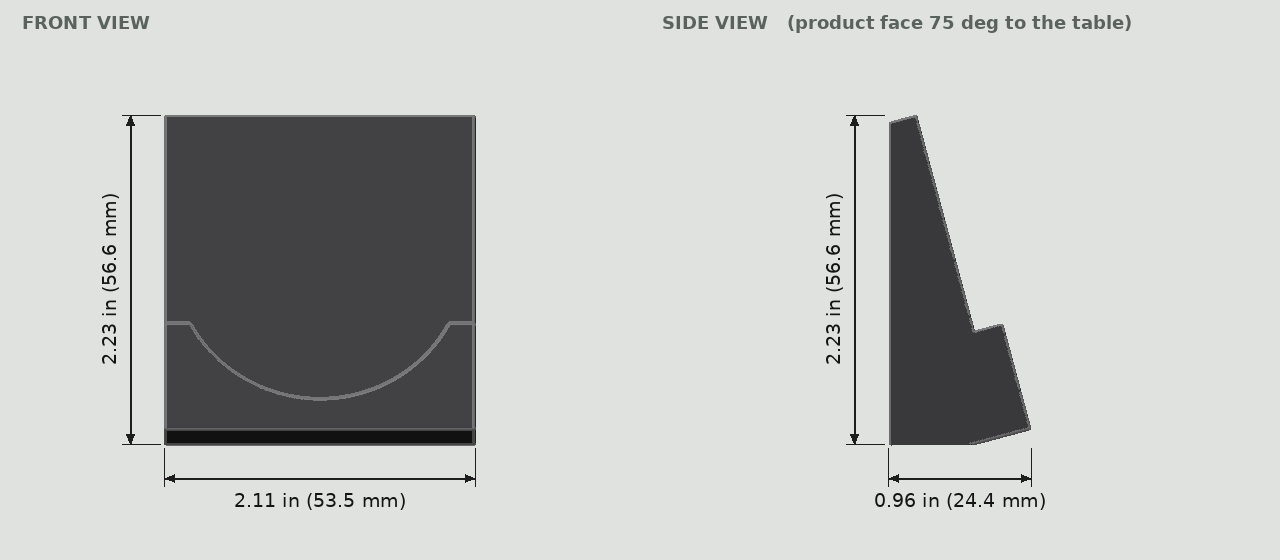 FRONT VIEW
SIDE VIEW (product face 75 deg to the table)
2.23 in (56.6 mm)
2.23 in (56.6 mm)
2.11 in (53.5 mm)
0.96 in (24.4 mm)